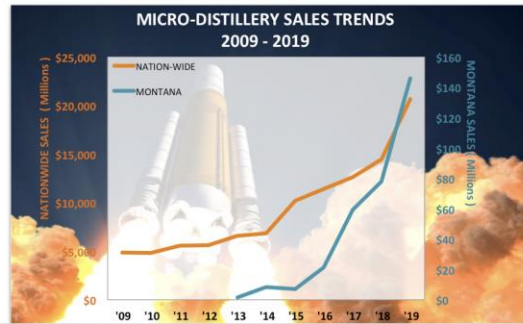 MICRO-DISTILLERY SALES TRENDS
2009 - 2019
NATIONWIDE SALES ( Millions )
$25,000
$20,000
$15,000
$10,000
$5,000
$0
NATION-WIDE
MONTANA
$160
$140
$120
$100
$80
$60
$40
$20
$0
MONTANA SALES ( Millions )
'09 '10 '11 '12 '13 '14 '15 '16 '17 '18 '19